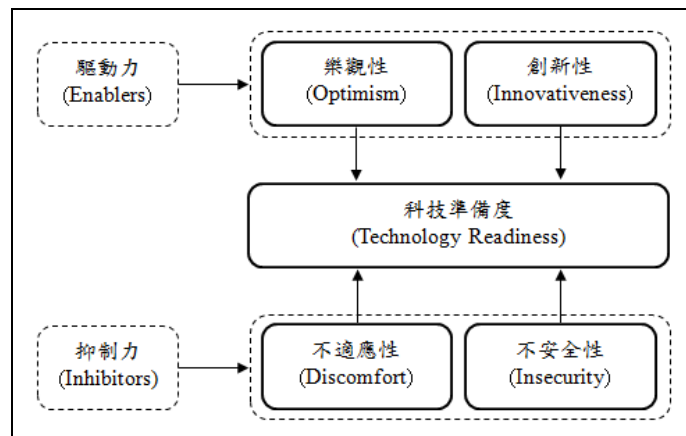 驅動力
(Enablers)
樂觀性
(Optimism)
創新性
(Innovativeness)
科技準備度
(Technology Readiness)
抑制力
(Inhibitors)
不適應性
(Discomfort)
不安全性
(Insecurity)